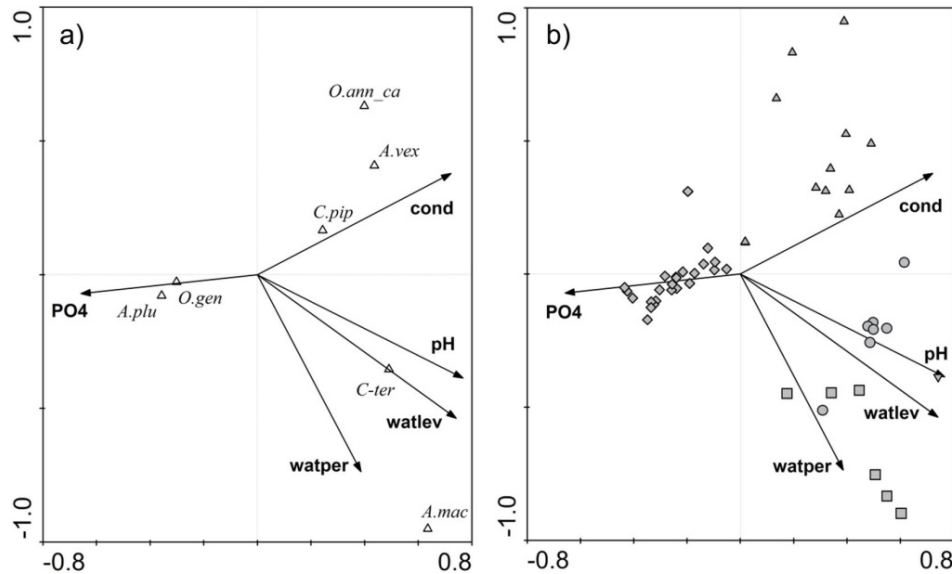 a)
1.0
-1.0
-0.8
0.8
O.ann_ca
A.vex
cond
C.pip
PO4
A.plu
O.gen
pH
C-ter
watlev
watper
A.mac
b)
1.0
-1.0
-0.8
0.8
cond
PO4
pH
watlev
watper